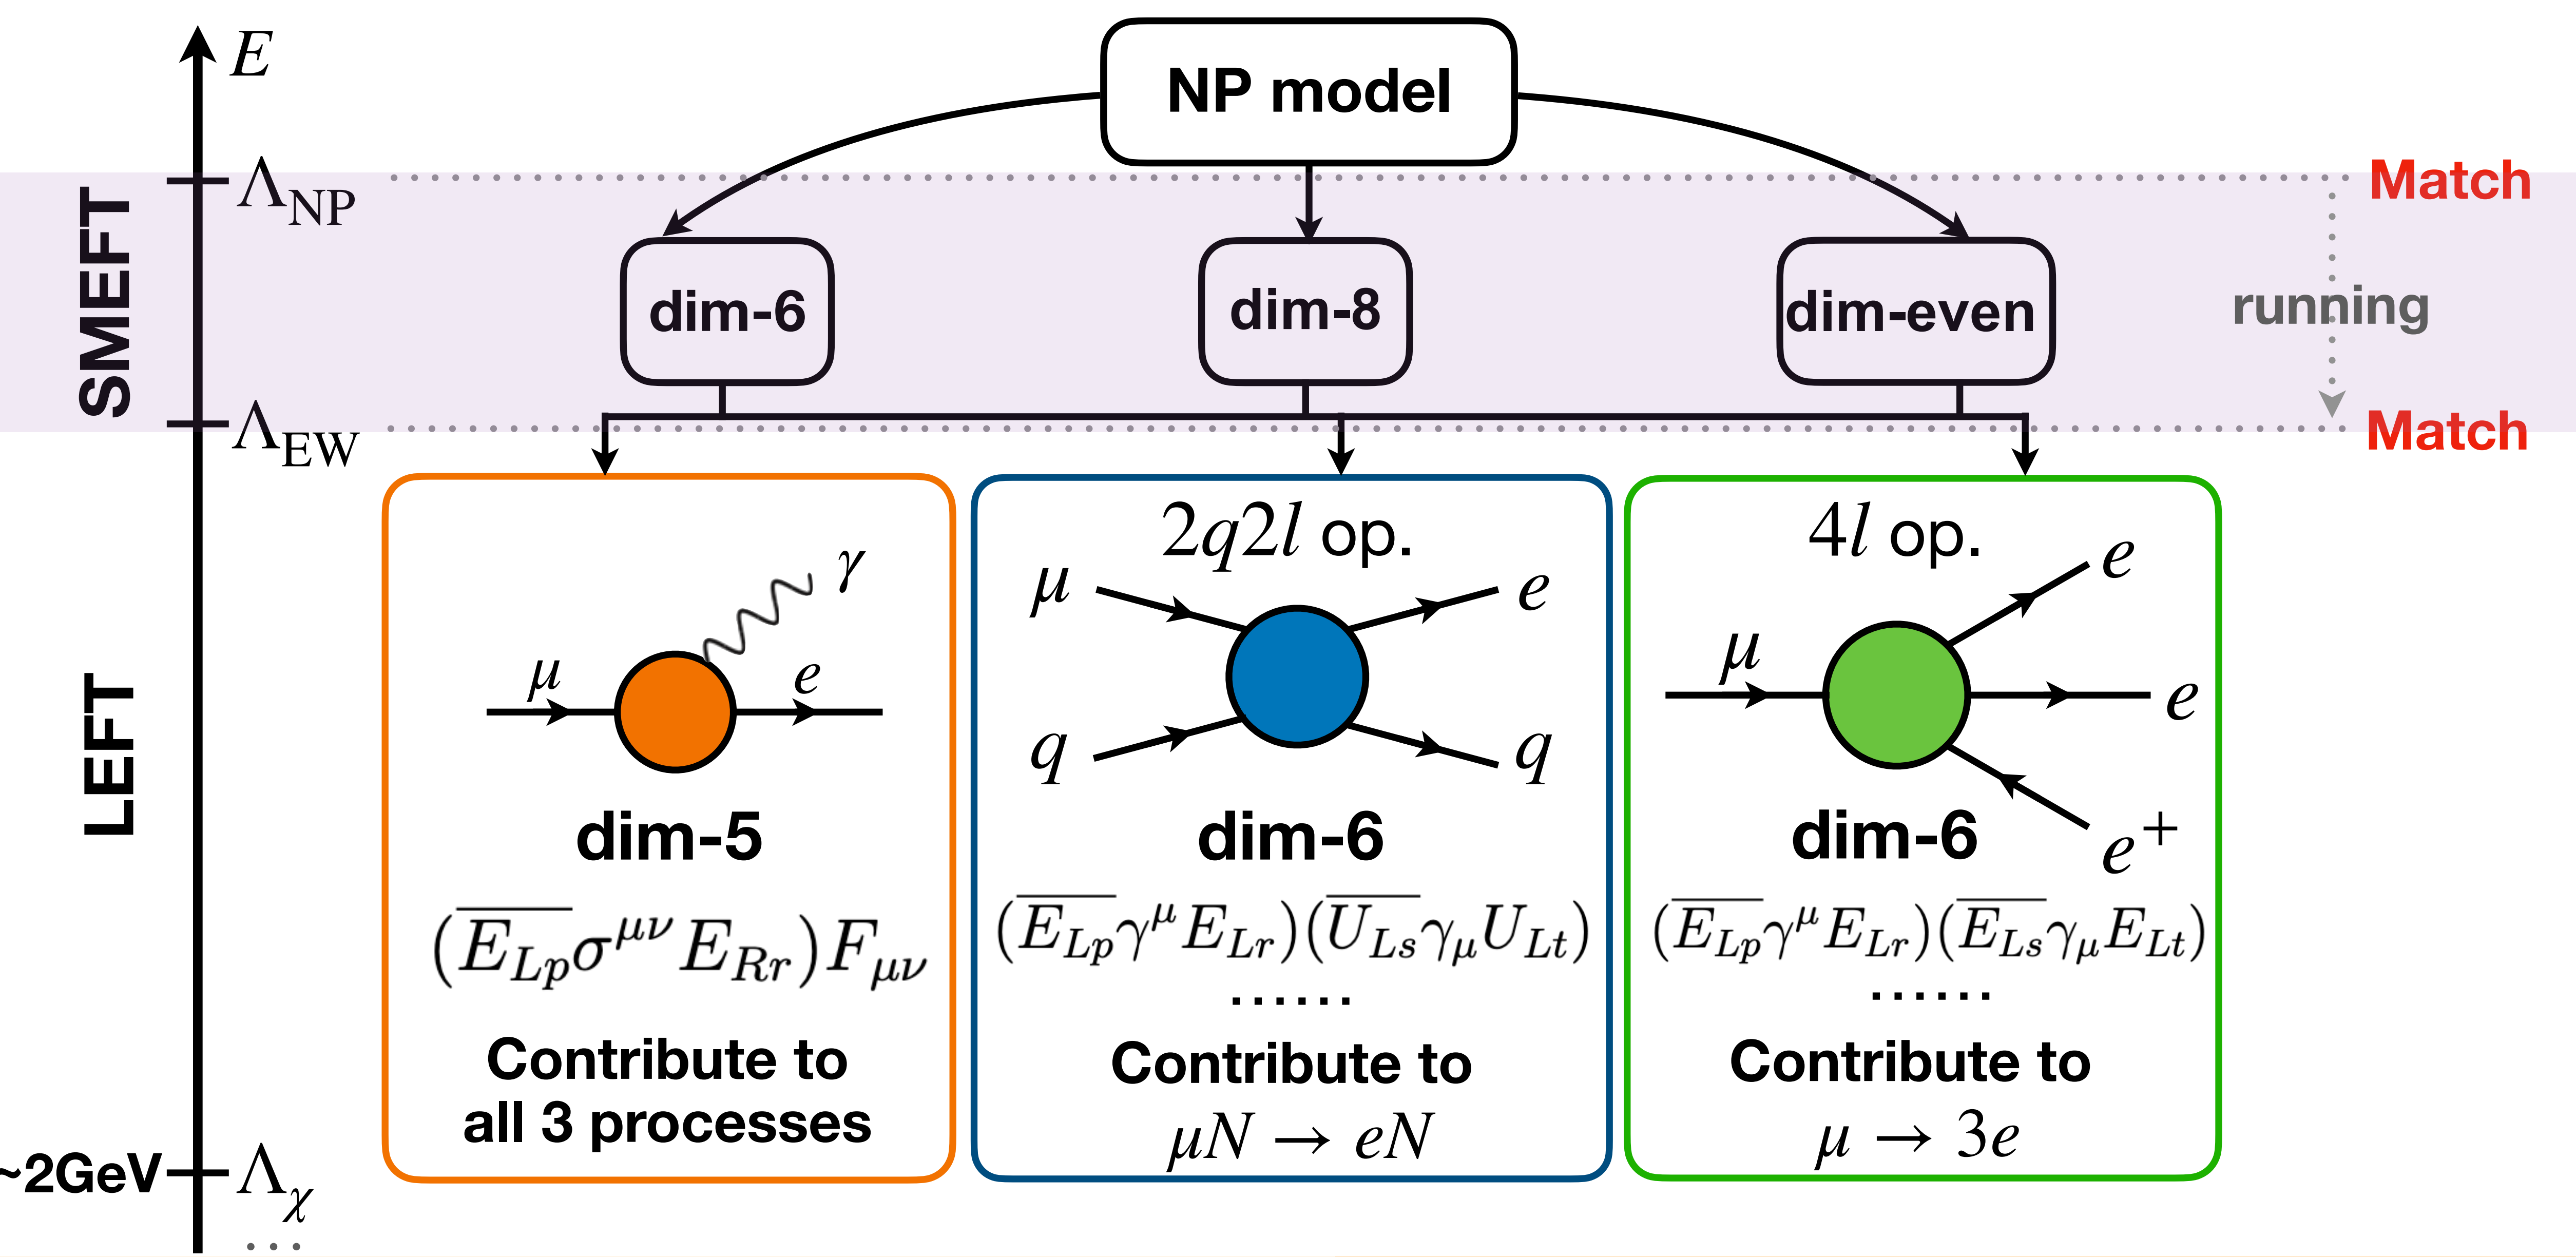 E
NP model
Λ_NP
Match
SMEFT
dim-6
dim-8
dim-even
running
Λ_EW
Match
LEFT
μ
γ
e
dim-5
(\overline{E_{Lp}}σ^{μν}E_{Rr})F_{μν}
Contribute to
all 3 processes
2q2l op.
μ
e
q
q
dim-6
(\overline{E_{Lp}}γ^μE_{Lr})(\overline{U_{Ls}}γ_μU_{Lt})
......
Contribute to
μN → eN
4l op.
e
μ
e
e⁺
dim-6
(\overline{E_{Lp}}γ^μE_{Lr})(\overline{E_{Ls}}γ_μE_{Lt})
......
Contribute to
μ → 3e
~2GeV
Λ_χ
...